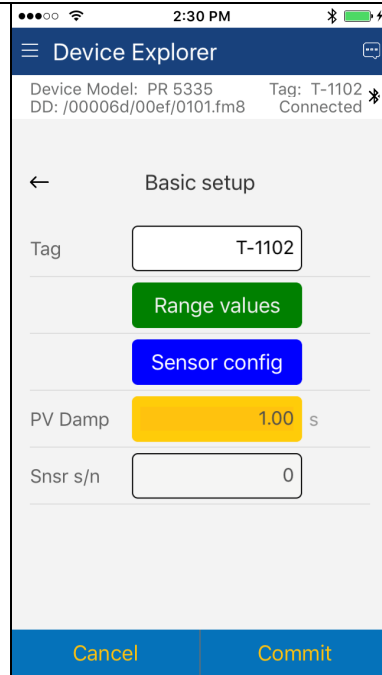 2:30 PM
Device Explorer
Device Model: PR 5335 Tag: T-1102
DD: /00006d/00ef/0101.fm8 Connected
Basic setup
Tag T-1102
Range values
Sensor config
PV Damp 1.00 s
Snsr s/n 0
Cancel Commit